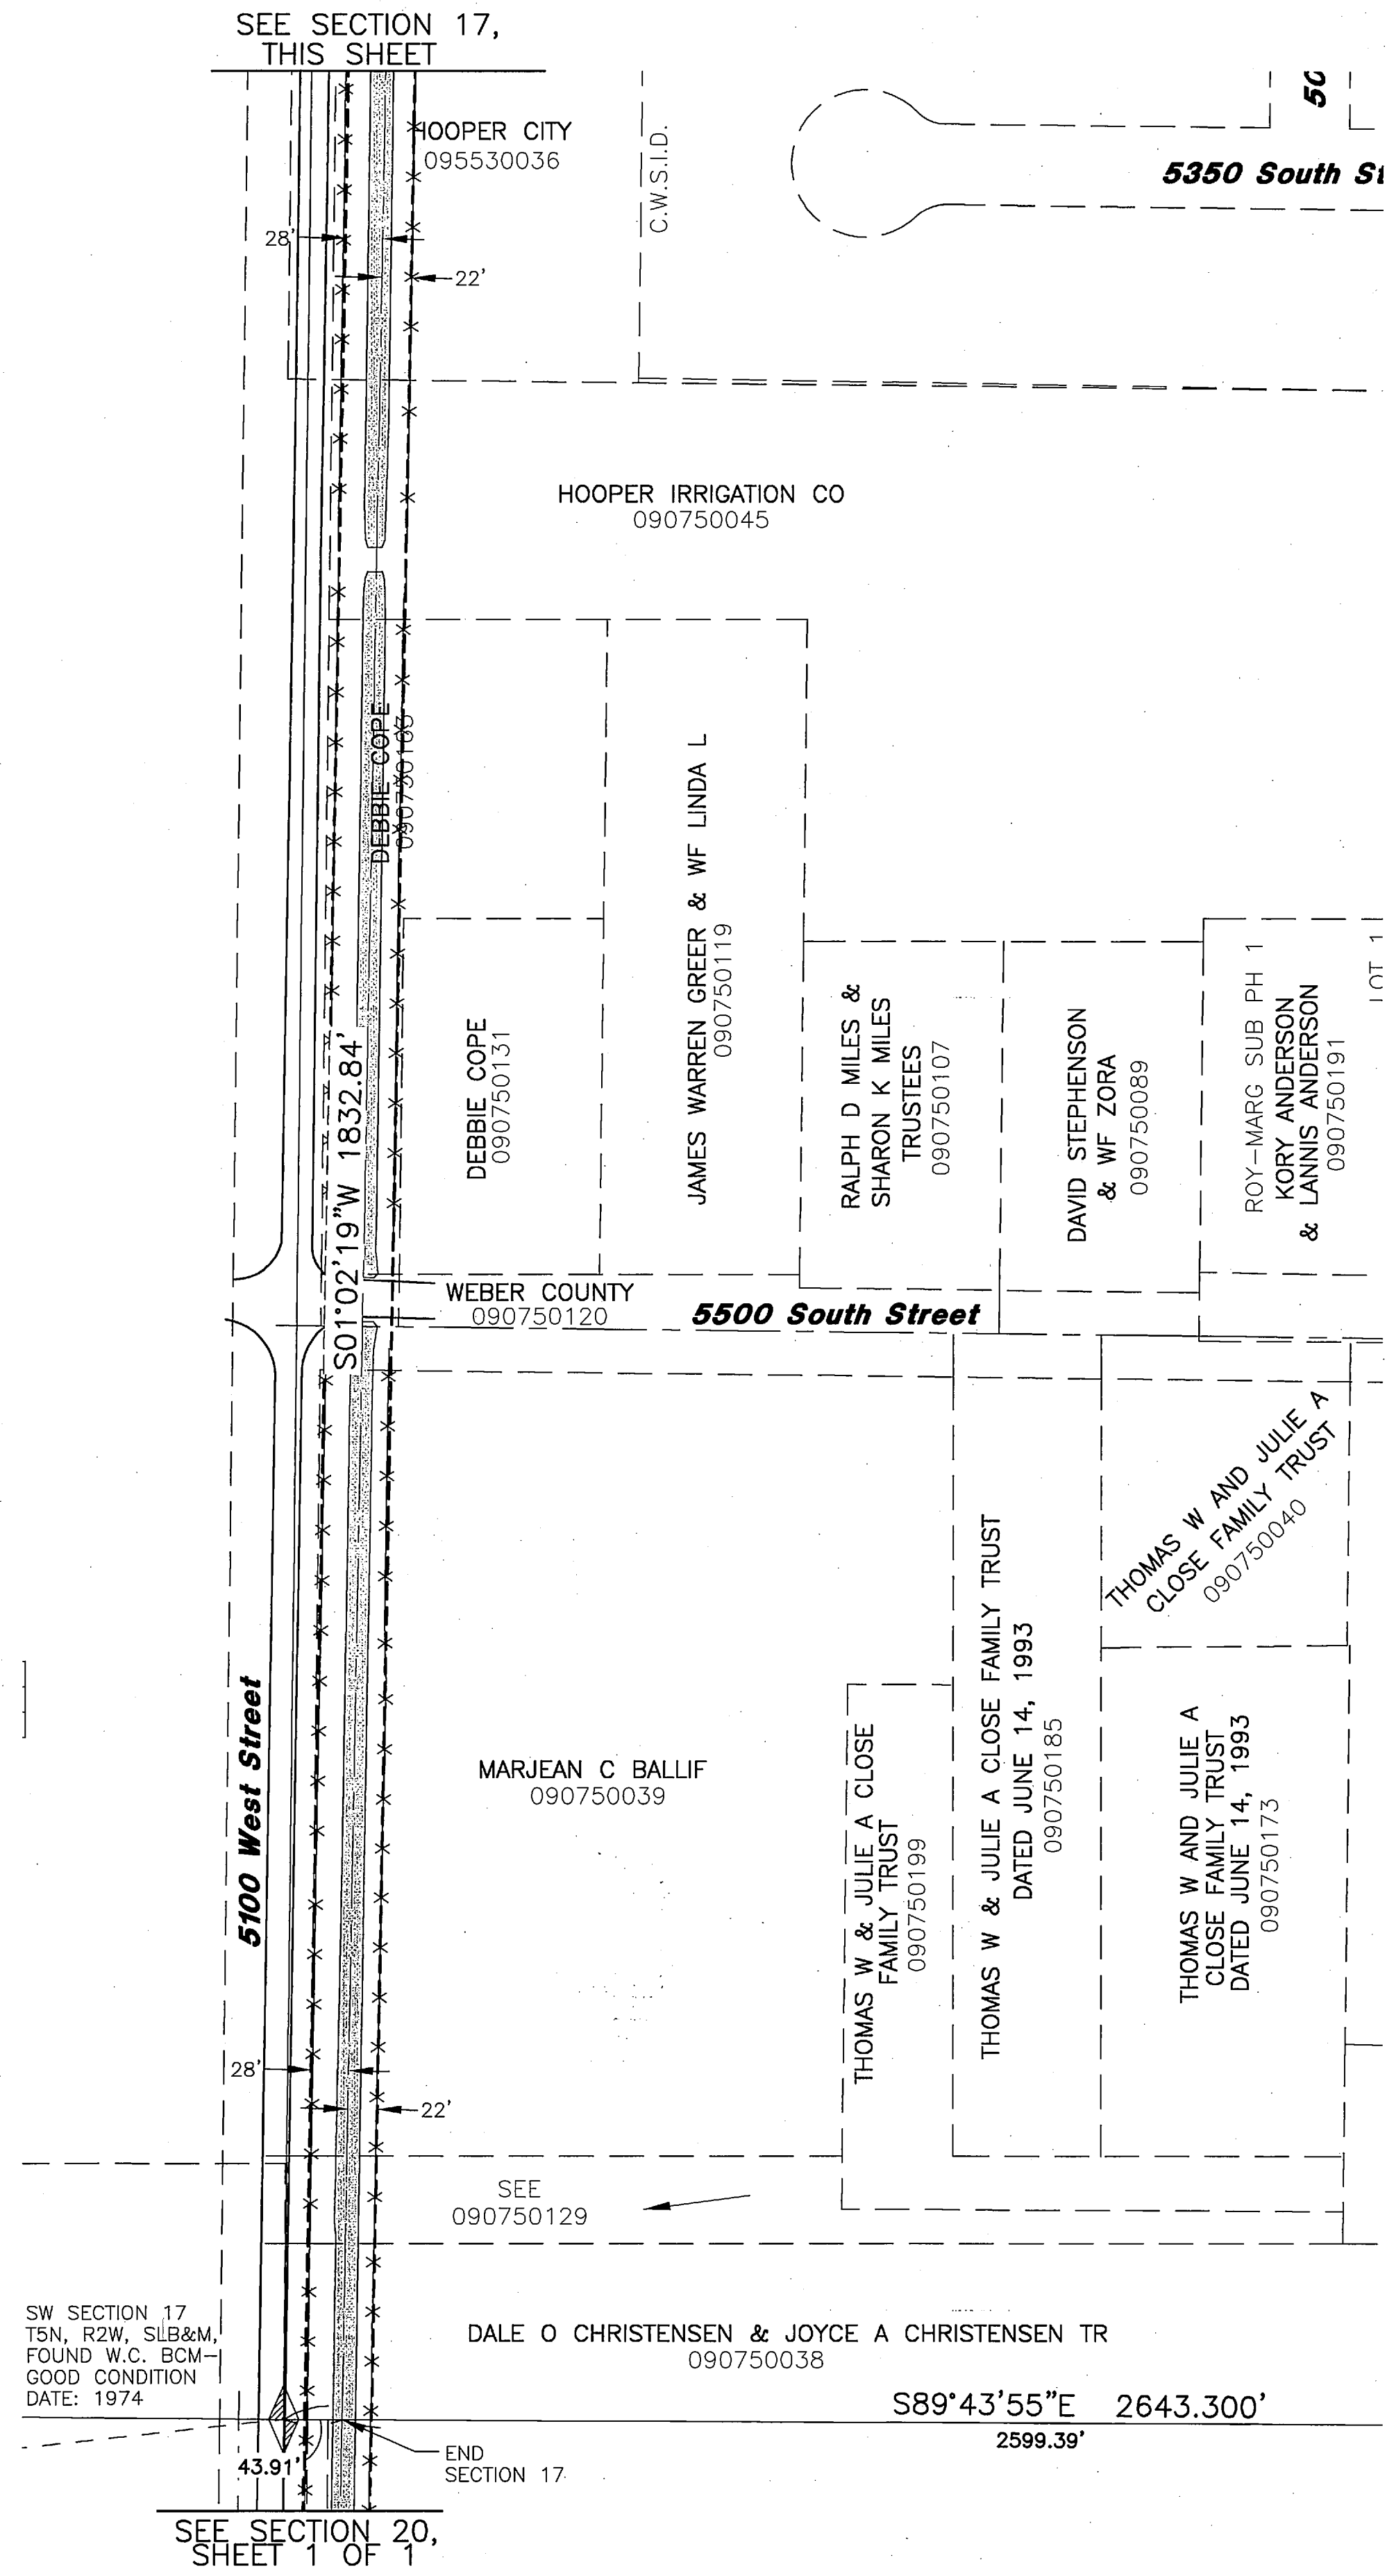 SEE SECTION 17,
THIS SHEET
HOOPER CITY
095530036
C.W.S.I.D.
50
5350 South St
28'
22'
HOOPER IRRIGATION CO
090750045
DEBBIE COPE
090750163
JAMES WARREN GREER & WF LINDA L
090750119
DEBBIE COPE
090750131
RALPH D MILES &
SHARON K MILES
TRUSTEES
090750107
DAVID STEPHENSON
& WF ZORA
090750089
ROY-MARG SUB PH 1
KORY ANDERSON
& LANNIS ANDERSON
090750191
LOT 1
S01°02'19"W 1832.84'
WEBER COUNTY
090750120
5500 South Street
THOMAS W AND JULIE A
CLOSE FAMILY TRUST
090750040
5100 West Street
MARJEAN C BALLIF
090750039
THOMAS W & JULIE A CLOSE
FAMILY TRUST
090750199
THOMAS W & JULIE A CLOSE FAMILY TRUST
DATED JUNE 14, 1993
090750185
THOMAS W AND JULIE A
CLOSE FAMILY TRUST
DATED JUNE 14, 1993
090750173
28'
22'
SEE
090750129
SW SECTION 17
T5N, R2W, SLB&M,
FOUND W.C. BCM-
GOOD CONDITION
DATE: 1974
DALE O CHRISTENSEN & JOYCE A CHRISTENSEN TR
090750038
S89°43'55"E 2643.300'
2599.39'
43.91'
END
SECTION 17
SEE SECTION 20,
SHEET 1 OF 1